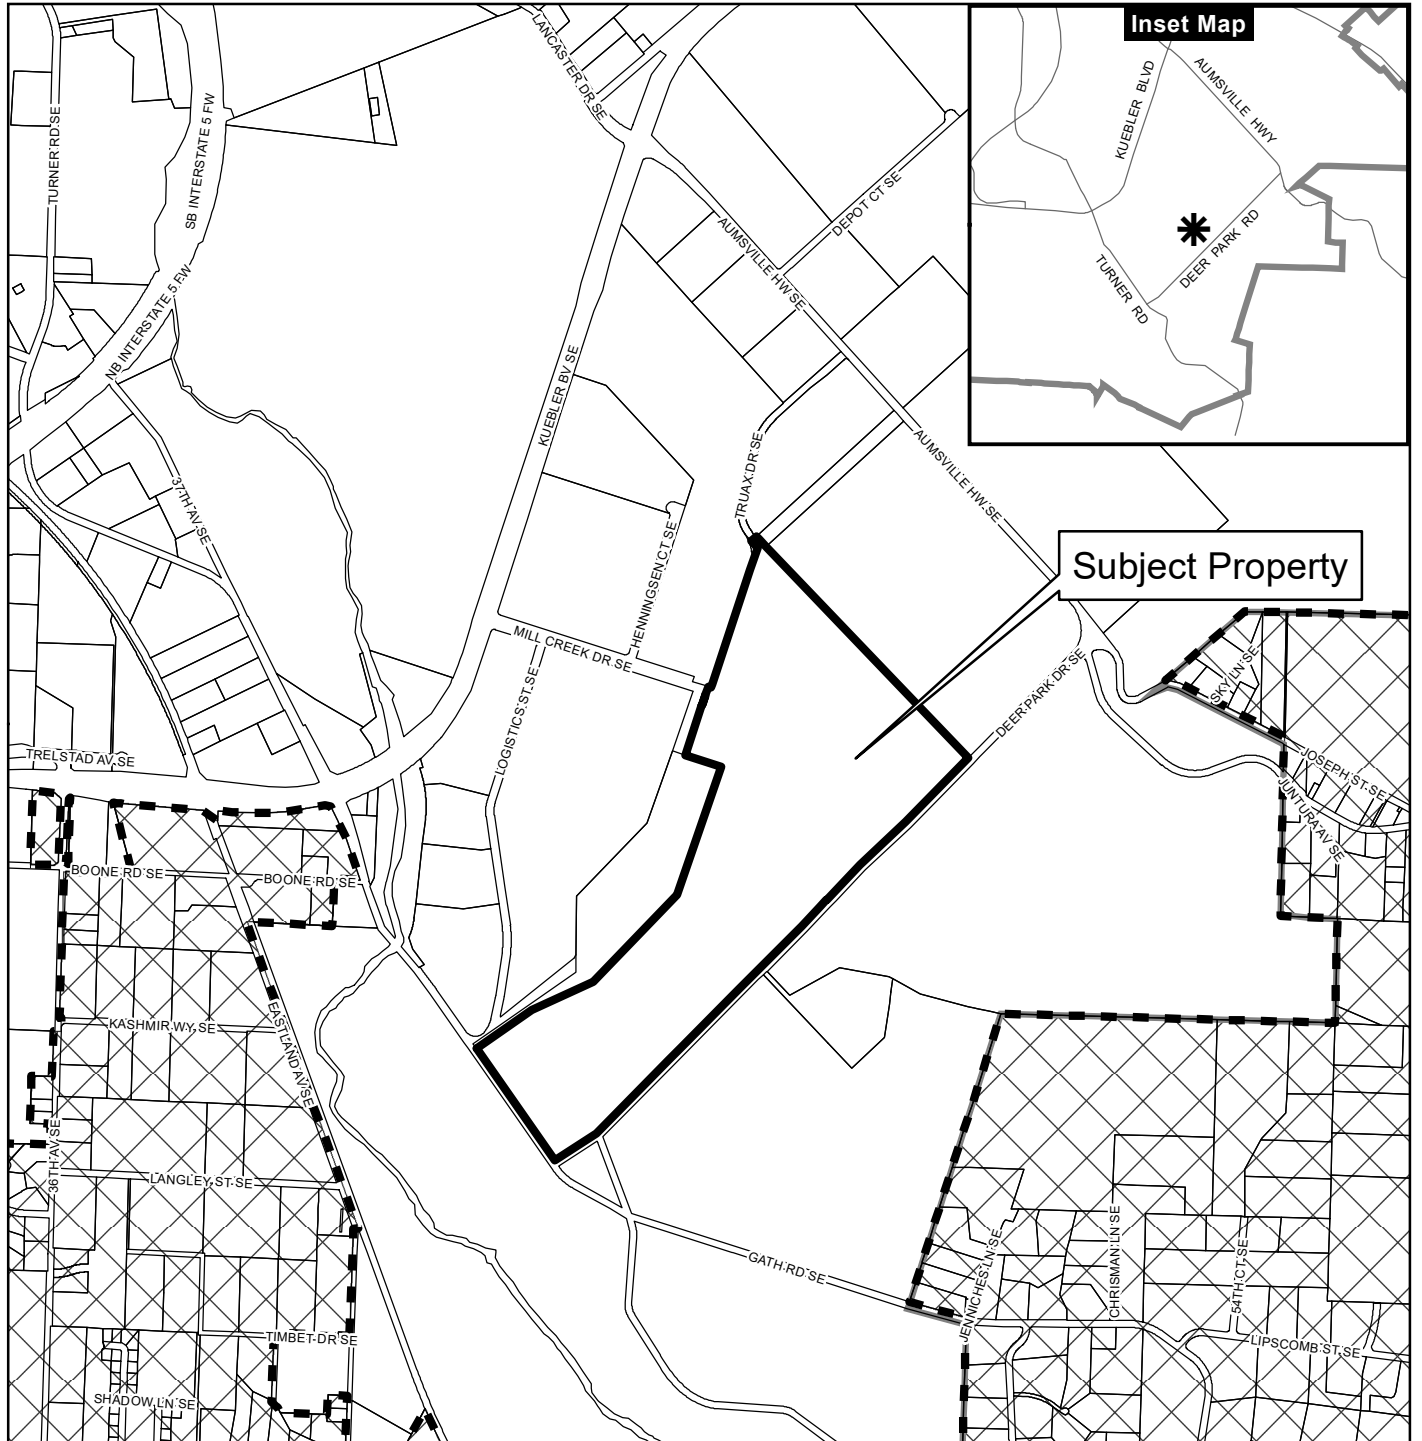 Inset Map
KUEBLER BLVD
AUMSVILLE HWY
DEER PARK RD
TURNER RD
LANCASTER DR SE
TURNER RD SE
SB INTERSTATE 5 FW
NB INTERSTATE 5 FW
DEPOT CT SE
AUMSVILLE HW SE
KUEBLER BV SE
TRUAX DR SE
AUMSVILLE HW SE
37TH AV SE
HENNINGSEN CT SE
Subject Property
MILL CREEK DR SE
LOGISTICS ST SE
DEER PARK DR SE
SKY LN SE
JOSEPH ST SE
JUNTURA AV SE
TRELSTAD AV SE
BOONE RD SE
BOONE RD SE
KASHMIR WY SE
EASTLAND AV SE
36TH AV SE
LANGLEY ST SE
GATH RD SE
JENNICHES LN SE
CHRISMAN LN SE
54TH CT SE
LIPSCOMB ST SE
TIMBET DR SE
SHADOW LN SE